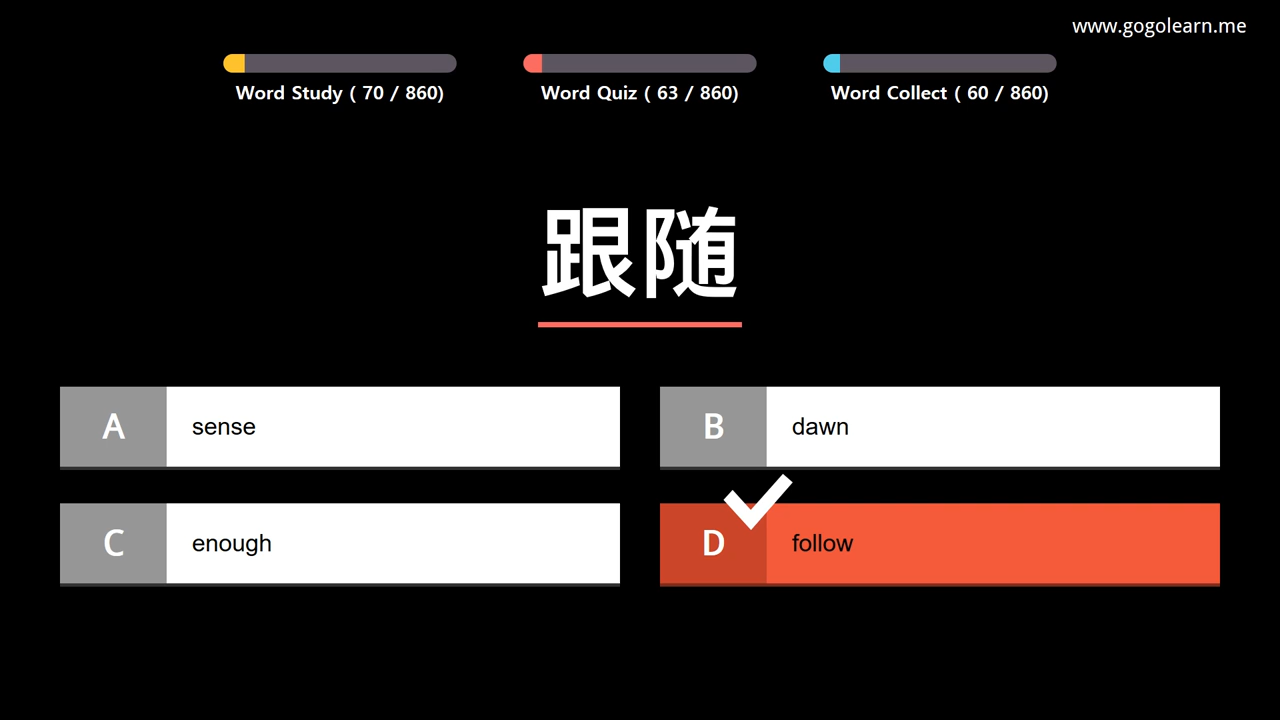 www.gogolearn.me
Word Study ( 70 / 860)
Word Quiz ( 63 / 860)
Word Collect ( 60 / 860)
跟随
A sense
B dawn
C enough
D follow